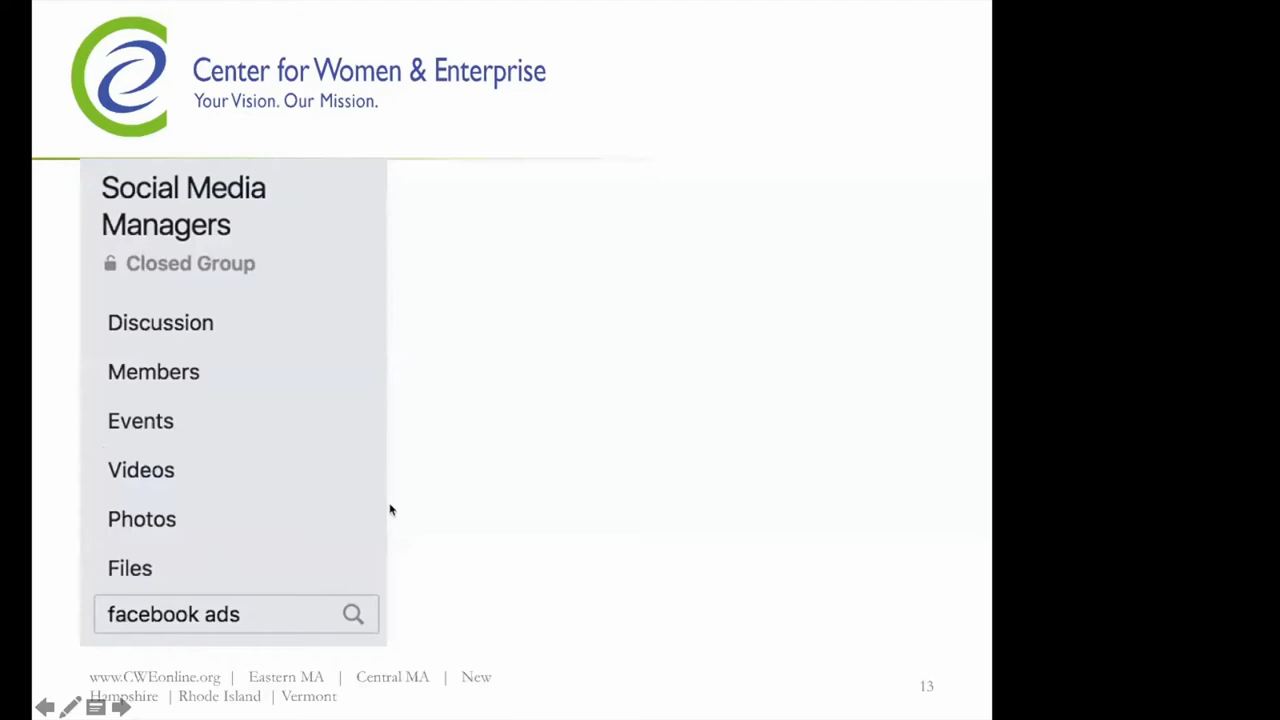 Center for Women & Enterprise
Your Vision. Our Mission.
Social Media
Managers
Closed Group
Discussion
Members
Events
Videos
Photos
Files
facebook ads
www.CWEonline.org | Eastern MA | Central MA | New
Hampshire | Rhode Island | Vermont
13